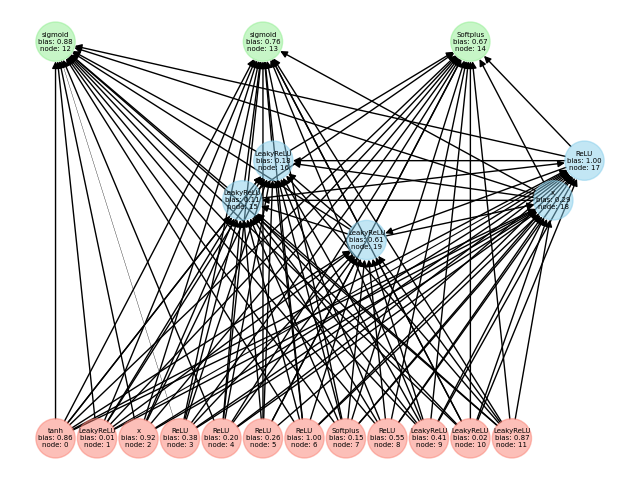 sigmoid
bias: 0.88
node: 12
sigmoid
bias: 0.76
node: 13
Softplus
bias: 0.67
node: 14
LeakyReLU
bias: 0.18
node: 16
ReLU
bias: 1.00
node: 17
LeakyReLU
bias: 0.11
node: 15
x
bias: 0.29
node: 18
LeakyReLU
bias: 0.61
node: 19
tanh
bias: 0.86
node: 0
LeakyReLU
bias: 0.01
node: 1
x
bias: 0.92
node: 2
ReLU
bias: 0.38
node: 3
ReLU
bias: 0.20
node: 4
ReLU
bias: 0.26
node: 5
ReLU
bias: 1.00
node: 6
Softplus
bias: 0.15
node: 7
ReLU
bias: 0.55
node: 8
LeakyReLU
bias: 0.41
node: 9
LeakyReLU
bias: 0.02
node: 10
LeakyReLU
bias: 0.87
node: 11